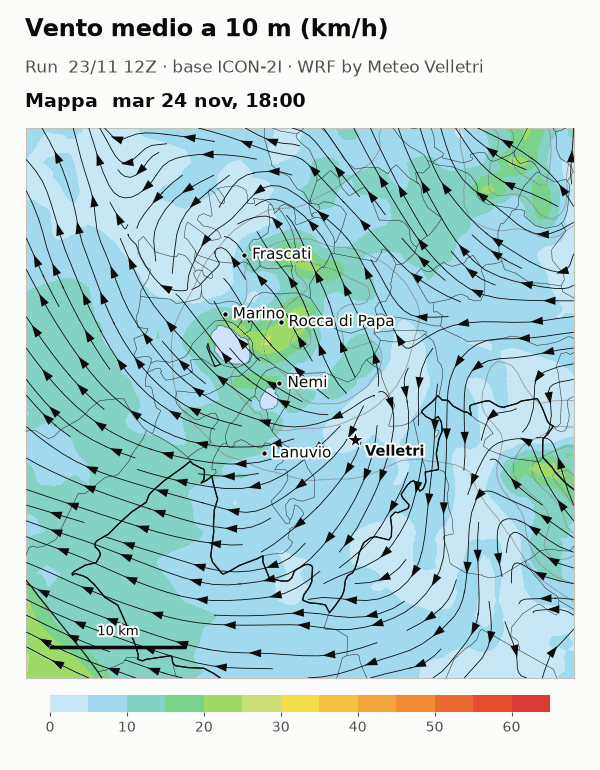 Vento medio a 10 m (km/h)
Run  23/11 12Z · base ICON-2I · WRF by Meteo Velletri
Mappa  mar 24 nov, 18:00
Frascati
Marino
Rocca di Papa
Nemi
Velletri
Lanuvio
10 km
0 10 20 30 40 50 60